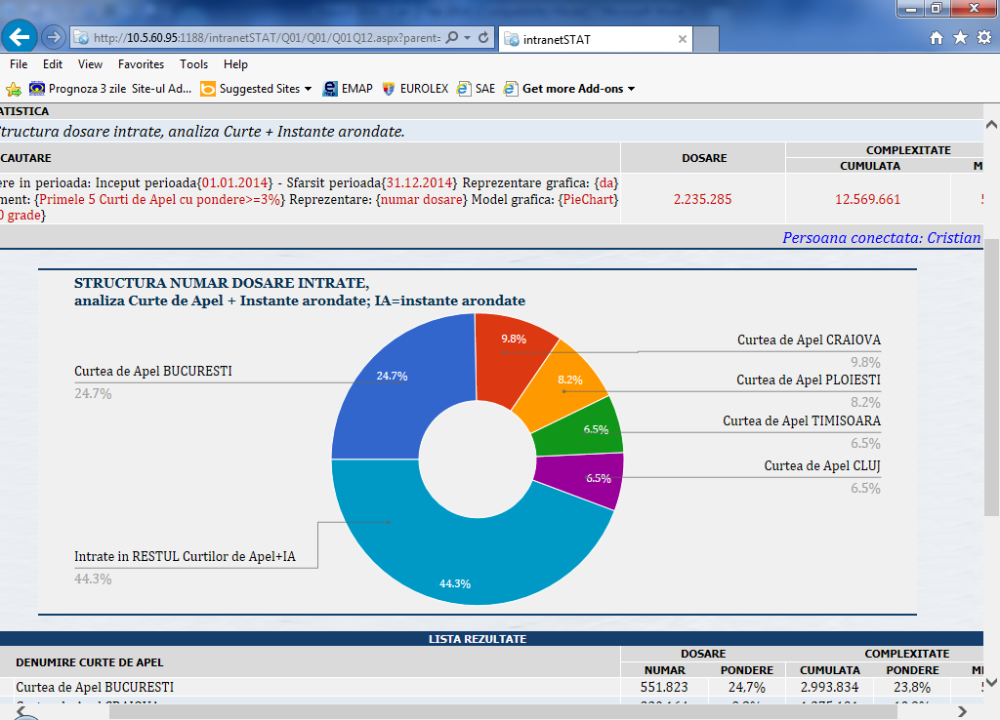 http://10.5.60.95:1188/intranetSTAT/Q01/Q01/Q01Q12.aspx?parent=
intranetSTAT
File Edit View Favorites Tools Help
Prognoza 3 zile Site-ul Ad... Suggested Sites EMAP EUROLEX SAE Get more Add-ons
ATISTICA
tructura dosare intrate, analiza Curte + Instante arondate.
CAUTARE DOSARE COMPLEXITATE
CUMULATA M
ere in perioada: Inceput perioada{01.01.2014} - Sfarsit perioada{31.12.2014} Reprezentare grafica: {da}
ment: {Primele 5 Curti de Apel cu pondere>=3%} Reprezentare: {numar dosare} Model grafica: {PieChart} 2.235.285 12.569.661
0 grade}
Persoana conectata: Cristian
STRUCTURA NUMAR DOSARE INTRATE,
analiza Curte de Apel + Instante arondate; IA=instante arondate
9.8% Curtea de Apel CRAIOVA
9.8%
Curtea de Apel BUCURESTI 24.7%
24.7%
8.2% Curtea de Apel PLOIESTI
8.2%
6.5% Curtea de Apel TIMISOARA
6.5%
6.5% Curtea de Apel CLUJ
6.5%
Intrate in RESTUL Curtilor de Apel+IA
44.3%
44.3%
LISTA REZULTATE
DENUMIRE CURTE DE APEL DOSARE COMPLEXITATE
NUMAR PONDERE CUMULATA PONDERE
Curtea de Apel BUCURESTI 551.823 24,7% 2.993.834 23,8%